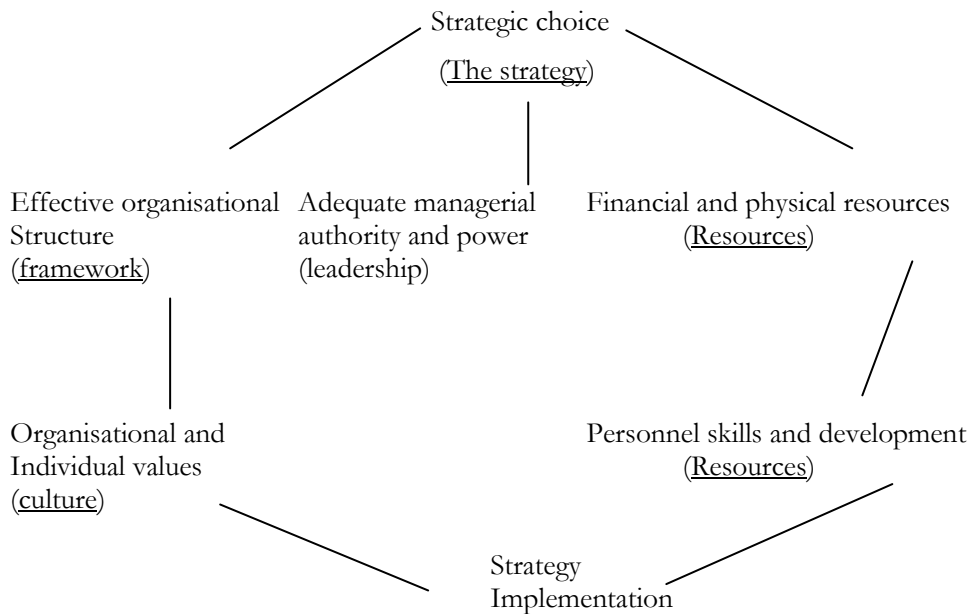 Strategic choice
(The strategy)
Effective organisational
Structure
(framework)
Adequate managerial
authority and power
(leadership)
Financial and physical resources
(Resources)
Organisational and
Individual values
(culture)
Personnel skills and development
(Resources)
Strategy
Implementation